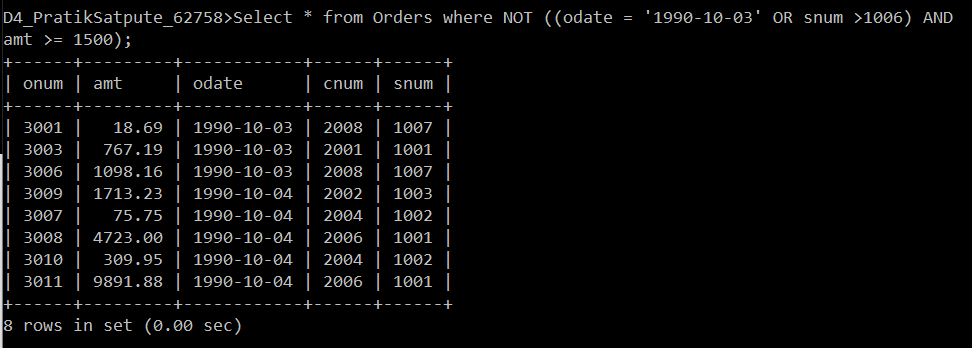 D4_PratikSatpute_62758>Select * from Orders where NOT ((odate = '1990-10-03' OR snum >1006) AND
amt >= 1500);
+------+---------+------------+------+------+
| onum | amt     | odate      | cnum | snum |
+------+---------+------------+------+------+
| 3001 |   18.69 | 1990-10-03 | 2008 | 1007 |
| 3003 |  767.19 | 1990-10-03 | 2001 | 1001 |
| 3006 | 1098.16 | 1990-10-03 | 2008 | 1007 |
| 3009 | 1713.23 | 1990-10-04 | 2002 | 1003 |
| 3007 |   75.75 | 1990-10-04 | 2004 | 1002 |
| 3008 | 4723.00 | 1990-10-04 | 2006 | 1001 |
| 3010 |  309.95 | 1990-10-04 | 2004 | 1002 |
| 3011 | 9891.88 | 1990-10-04 | 2006 | 1001 |
+------+---------+------------+------+------+
8 rows in set (0.00 sec)